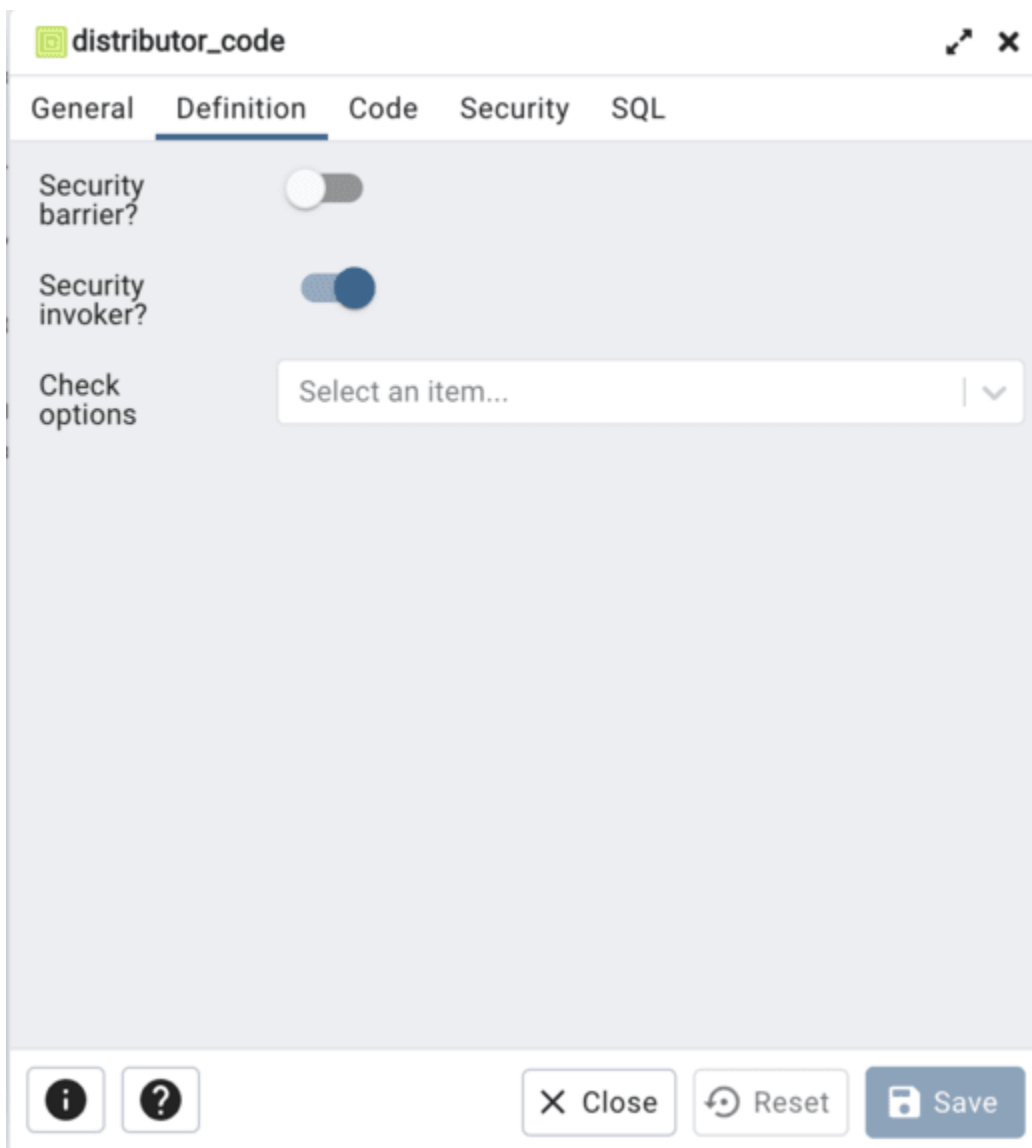 distributor_code
General Definition Code Security SQL
Security
barrier?
Security
invoker?
Check
options
Select an item...
Close Reset Save